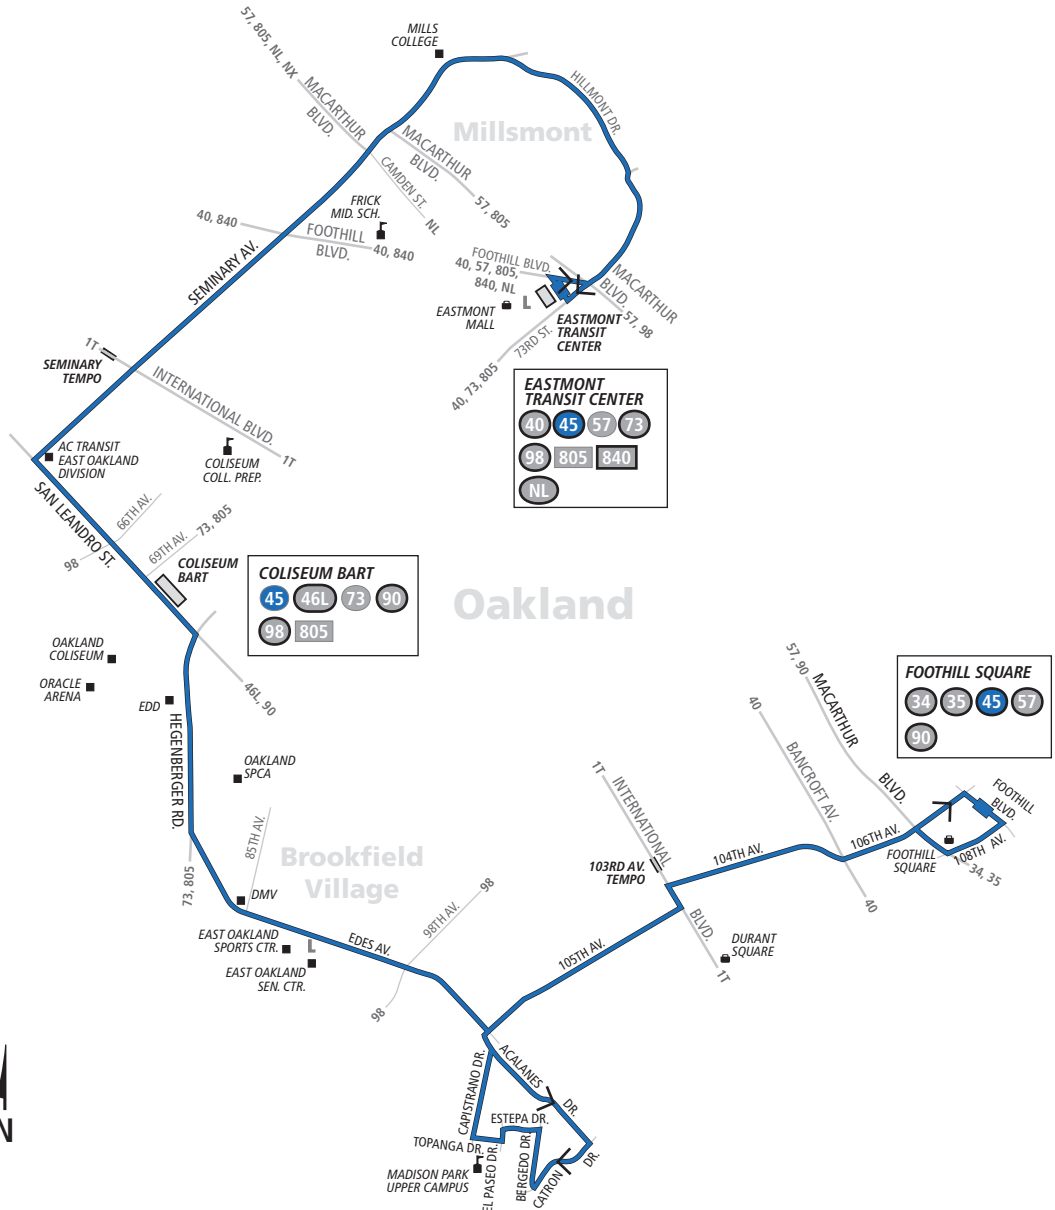 MILLS
COLLEGE
57, 805, NL, NX
MACARTHUR
BLVD.
HILLMONT DR.
Millsmont
MACARTHUR
BLVD.
CAMDEN ST.
57, 805
NL
FRICK
MID. SCH.
40, 840
FOOTHILL
BLVD.
40, 840
SEMINARY AV.
FOOTHILL BLVD.
40, 57, 805,
840, NL
MACARTHUR
BLVD.
57, 98
EASTMONT
MALL
L
EASTMONT
TRANSIT
CENTER
73RD ST.
40, 73, 805
1T
SEMINARY
TEMPO
INTERNATIONAL BLVD.
1T
EASTMONT
TRANSIT CENTER
40 45 57 73
98 805 840
NL
AC TRANSIT
EAST OAKLAND
DIVISION
COLISEUM
COLL. PREP.
SAN LEANDRO ST.
66TH AV.
98
69TH AV.
73, 805
COLISEUM
BART
COLISEUM BART
45 46L 73 90
98 805
Oakland
OAKLAND
COLISEUM
ORACLE
ARENA
EDD
46L, 90
HEGENBERGER RD.
OAKLAND
SPCA
57, 90
MACARTHUR
BLVD.
FOOTHILL SQUARE
34 35 45 57
90
40
BANCROFT AV.
40
1T
INTERNATIONAL
BLVD.
1T
FOOTHILL
BLVD.
106TH AV.
104TH AV.
FOOTHILL
SQUARE
108TH AV.
34, 35
103RD AV.
TEMPO
85TH AV.
Brookfield
Village
73, 805
DMV
98TH AV.
98
98
EAST OAKLAND
SPORTS CTR.
L
EAST OAKLAND
SEN. CTR.
EDES AV.
105TH AV.
DURANT
SQUARE
ACALANES
DR.
CAPISTRANO DR.
ESTEPA DR.
TOPANGA DR.
EL PASEO DR.
BERGEDO DR.
CATRON
DR.
MADISON PARK
UPPER CAMPUS
N